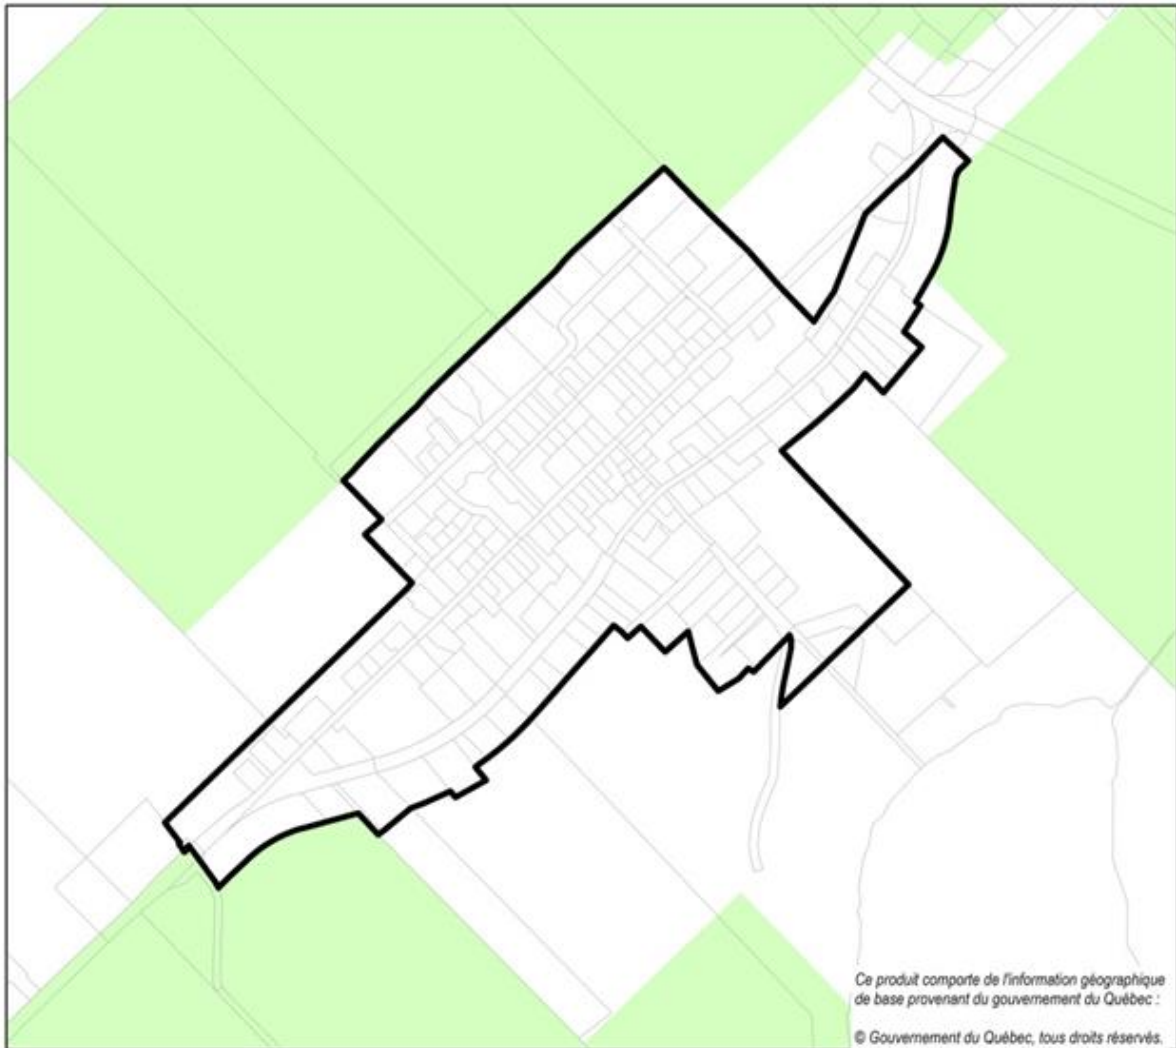 Ce produit comporte de l'information géographique
de base provenant du gouvernement du Québec :
© Gouvernement du Québec, tous droits réservés.